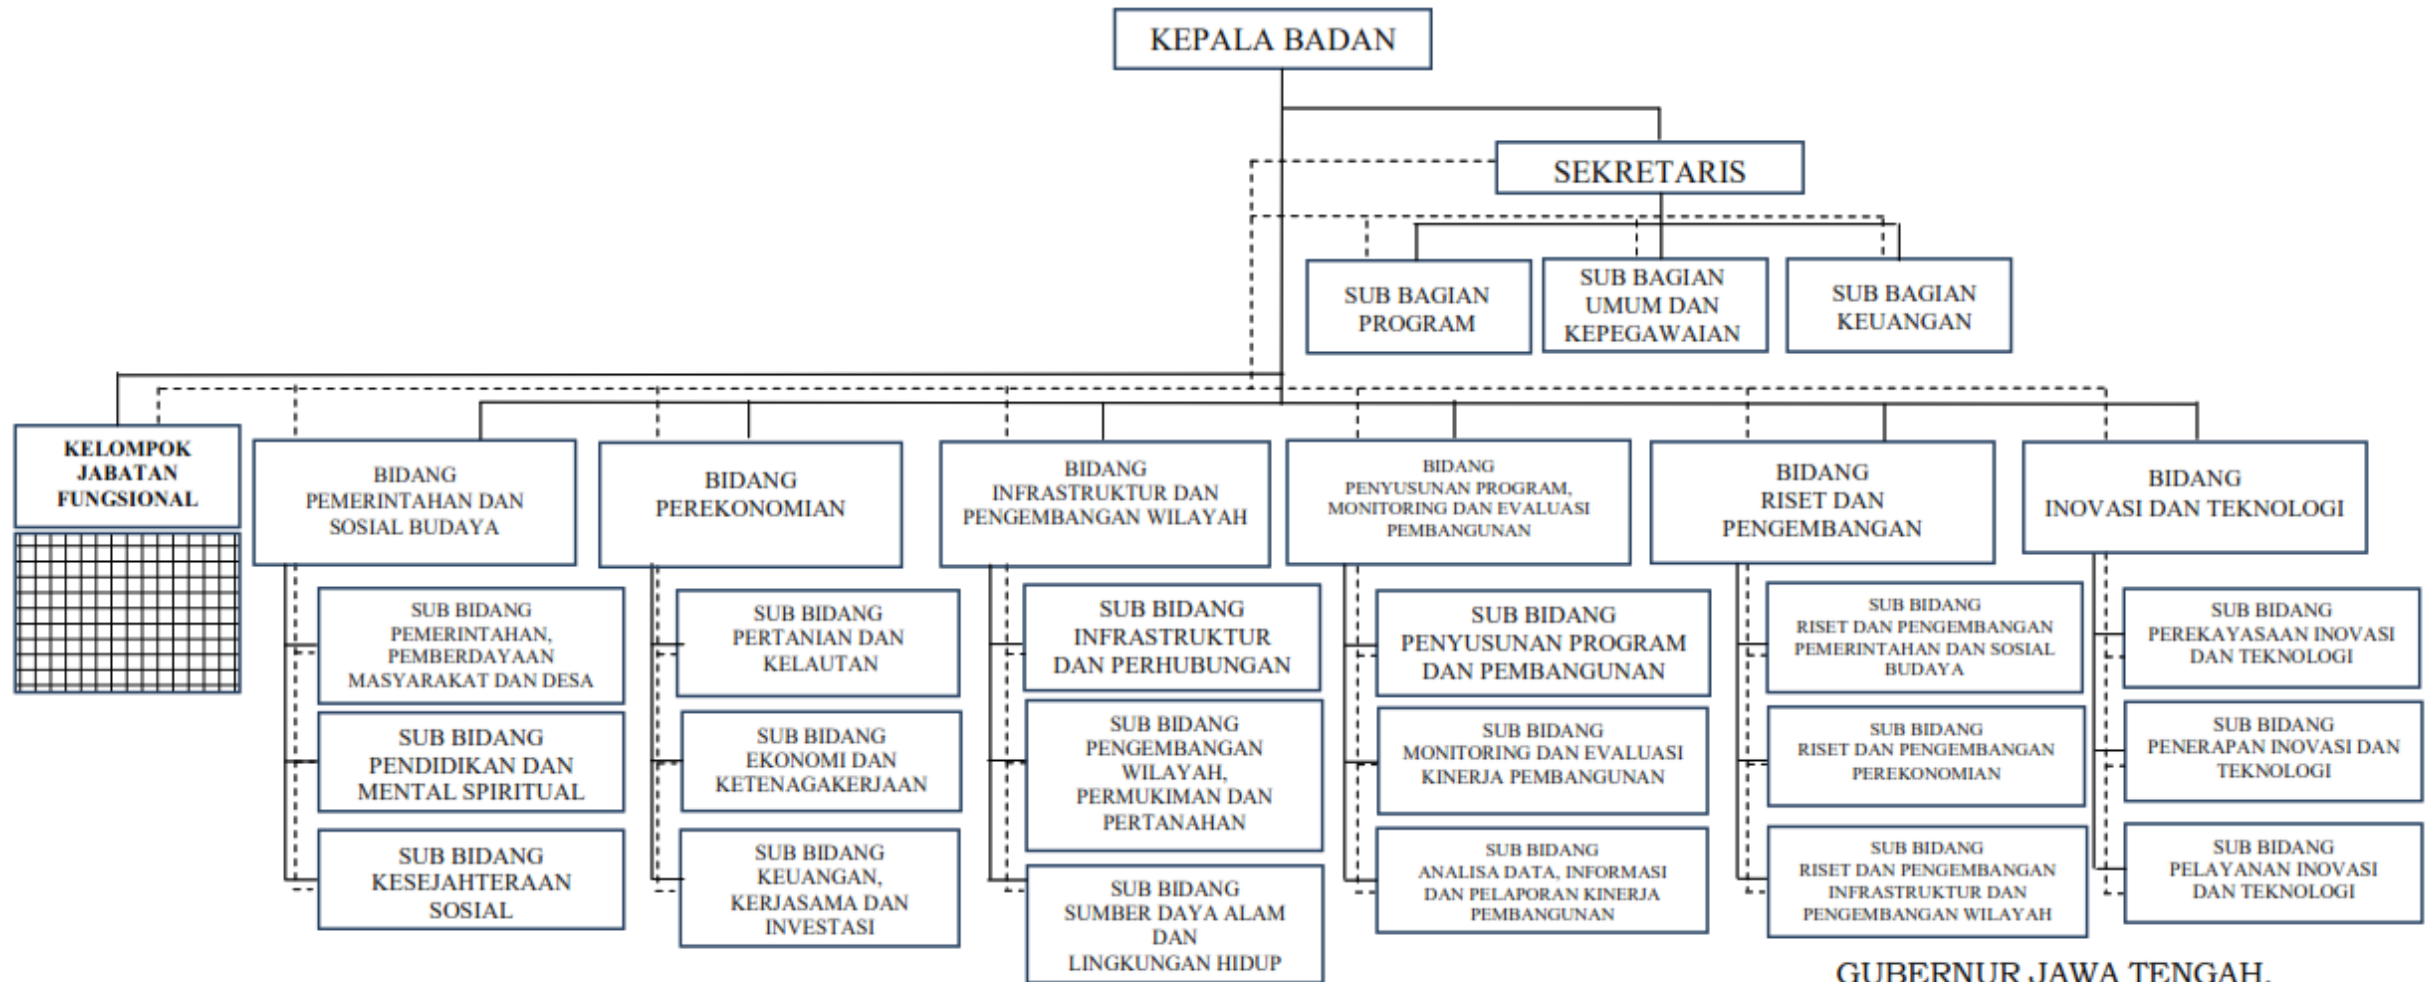 KEPALA BADAN
SEKRETARIS
SUB BAGIAN
PROGRAM
SUB BAGIAN
UMUM DAN
KEPEGAWAIAN
SUB BAGIAN
KEUANGAN
KELOMPOK
JABATAN
FUNGSIONAL
BIDANG
PEMERINTAHAN DAN
SOSIAL BUDAYA
BIDANG
PEREKONOMIAN
BIDANG
INFRASTRUKTUR DAN
PENGEMBANGAN WILAYAH
BIDANG
PENYUSUNAN PROGRAM,
MONITORING DAN EVALUASI
PEMBANGUNAN
BIDANG
RISET DAN
PENGEMBANGAN
BIDANG
INOVASI DAN TEKNOLOGI
SUB BIDANG
PEMERINTAHAN,
PEMBERDAYAAN
MASYARAKAT DAN DESA
SUB BIDANG
PENDIDIKAN DAN
MENTAL SPIRITUAL
SUB BIDANG
KESEJAHTERAAN
SOSIAL
SUB BIDANG
PERTANIAN DAN
KELAUTAN
SUB BIDANG
EKONOMI DAN
KETENAGAKERJAAN
SUB BIDANG
KEUANGAN,
KERJASAMA DAN
INVESTASI
SUB BIDANG
INFRASTRUKTUR
DAN PERHUBUNGAN
SUB BIDANG
PENGEMBANGAN
WILAYAH,
PERMUKIMAN DAN
PERTANAHAN
SUB BIDANG
SUMBER DAYA ALAM
DAN
LINGKUNGAN HIDUP
SUB BIDANG
PENYUSUNAN PROGRAM
DAN PEMBANGUNAN
SUB BIDANG
MONITORING DAN EVALUASI
KINERJA PEMBANGUNAN
SUB BIDANG
ANALISA DATA, INFORMASI
DAN PELAPORAN KINERJA
PEMBANGUNAN
SUB BIDANG
RISET DAN PENGEMBANGAN
PEMERINTAHAN DAN SOSIAL
BUDAYA
SUB BIDANG
RISET DAN PENGEMBANGAN
PEREKONOMIAN
SUB BIDANG
RISET DAN PENGEMBANGAN
INFRASTRUKTUR DAN
PENGEMBANGAN WILAYAH
SUB BIDANG
PEREKAYASAAN INOVASI
DAN TEKNOLOGI
SUB BIDANG
PENERAPAN INOVASI DAN
TEKNOLOGI
SUB BIDANG
PELAYANAN INOVASI
DAN TEKNOLOGI
GUBERNUR JAWA TENGAH,